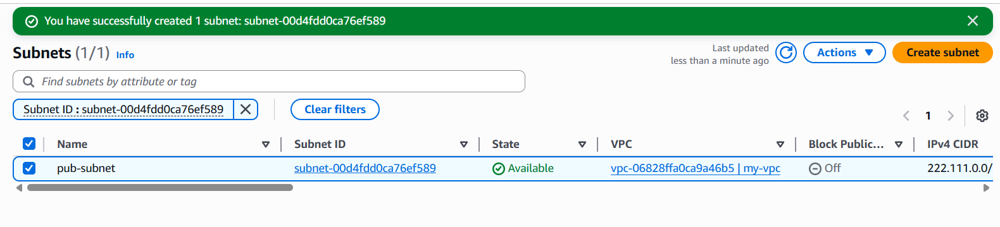 You have successfully created 1 subnet: subnet-00d4fdd0ca76ef589
Subnets (1/1) Info
Last updated
less than a minute ago
Actions
Create subnet
Find subnets by attribute or tag
Subnet ID : subnet-00d4fdd0ca76ef589
Clear filters
1
Name Subnet ID State VPC Block Public... IPv4 CIDR
pub-subnet subnet-00d4fdd0ca76ef589 Available vpc-06828ffa0ca9a46b5 | my-vpc Off 222.111.0.0/